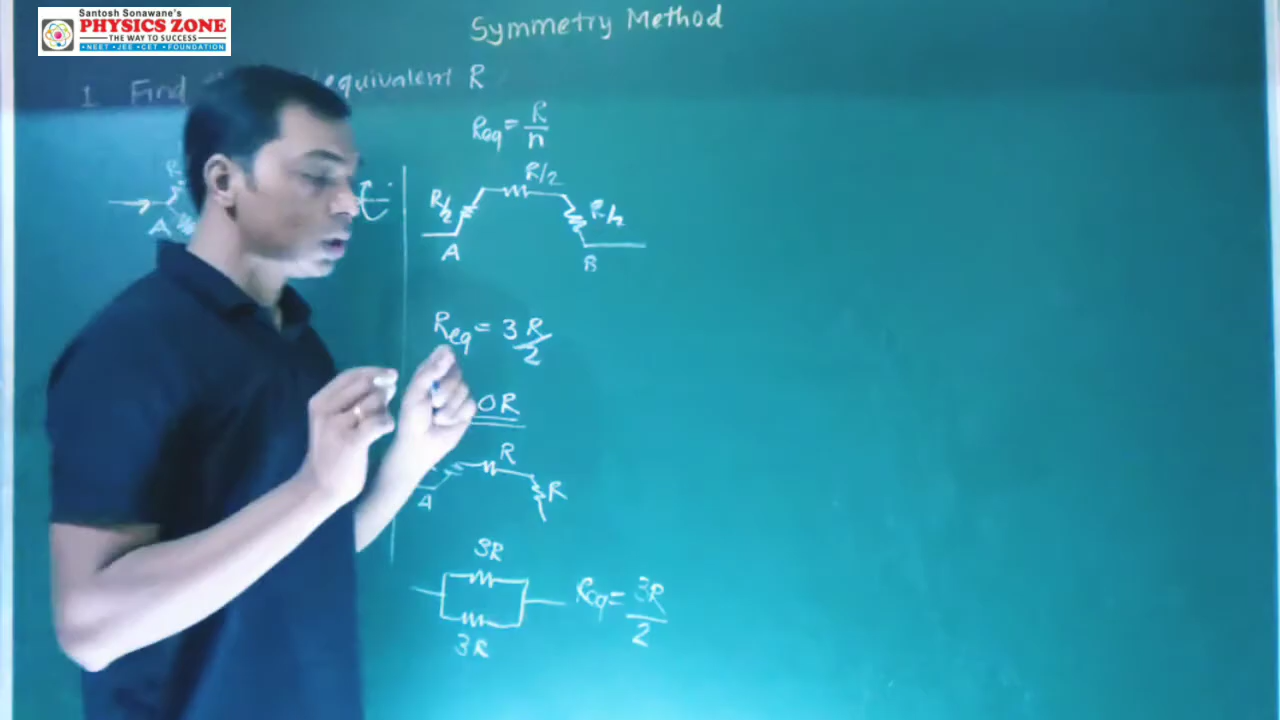 Santosh Sonawane's
PHYSICS ZONE
THE WAY TO SUCCESS
• NEET • JEE • CET • FOUNDATION
Symmetry Method
1. Find equivalent R
Req = R/n
R
A
R/2
R/2
R/2
A
B
Req = 3R/2
OR
R
R
A
3R
3R
Req = 3R/2